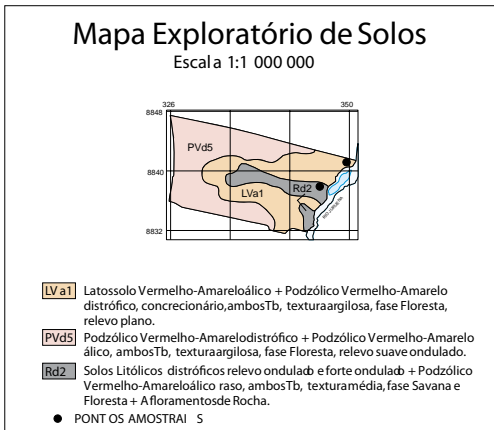 Mapa Exploratório de Solos
Escala 1:1 000 000
326 350
8848
PVd5
8840
Rd2
LVa1
8832
LVa1 Latossolo Vermelho-Amareloálico + Podzólico Vermelho-Amarelo
distrófico, concrecionário,ambosTb, texturaargilosa, fase Floresta,
relevo plano.
PVd5 Podzólico Vermelho-Amarelodistrófico + Podzólico Vermelho-Amarelo
álico, ambosTb, texturaargilosa, fase Floresta, relevo suave ondulado.
Rd2 Solos Litólicos distróficos relevo ondulado e forte ondulado + Podzólico
Vermelho-Amareloálico raso, ambosTb, texturamédia, fase Savana e
Floresta + Afloramentosde Rocha.
PONT OS AMOSTRAI S